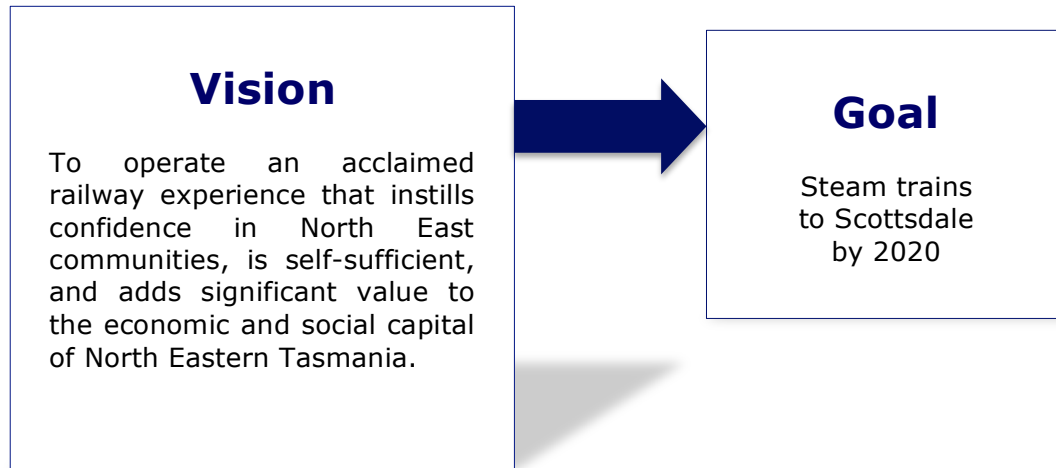 Vision
To operate an acclaimed
railway experience that instills
confidence in North East
communities, is self-sufficient,
and adds significant value to
the economic and social capital
of North Eastern Tasmania.
Goal
Steam trains
to Scottsdale
by 2020